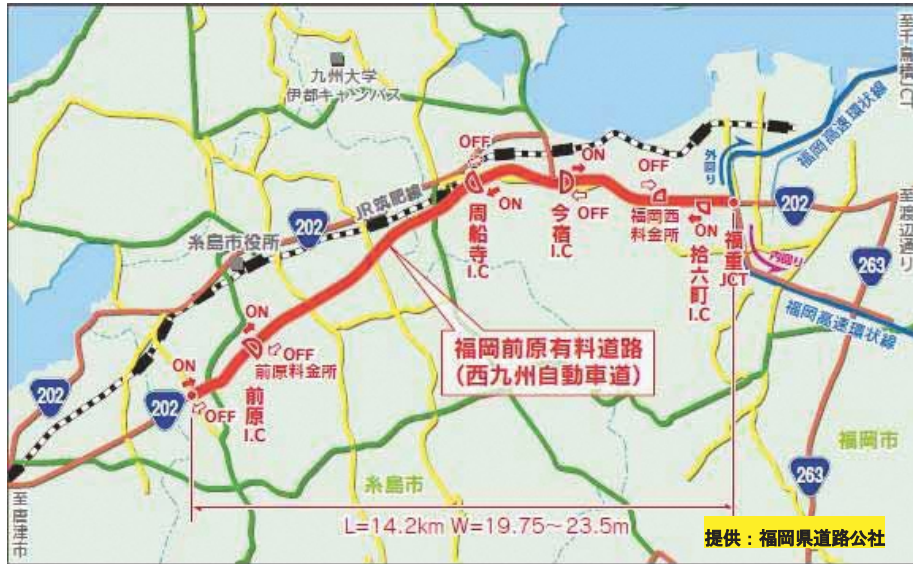 至千鳥橋JCT
九州大学
伊都キャンパス
福岡高速環状線
外回り
OFF
ON
OFF
JR筑肥線
ON
OFF
福岡西
料金所
ON
202
至渡辺通り
周船寺
I.C
今宿
I.C
拾六町
I.C
福重
JCT
内回り
263
202
糸島市役所
福岡高速環状線
ON
OFF
前原料金所
福岡前原有料道路
(西九州自動車道)
ON
202
202
OFF
前原
I.C
福岡市
263
糸島市
至唐津市
L=14.2km W=19.75～23.5m
提供：福岡県道路公社